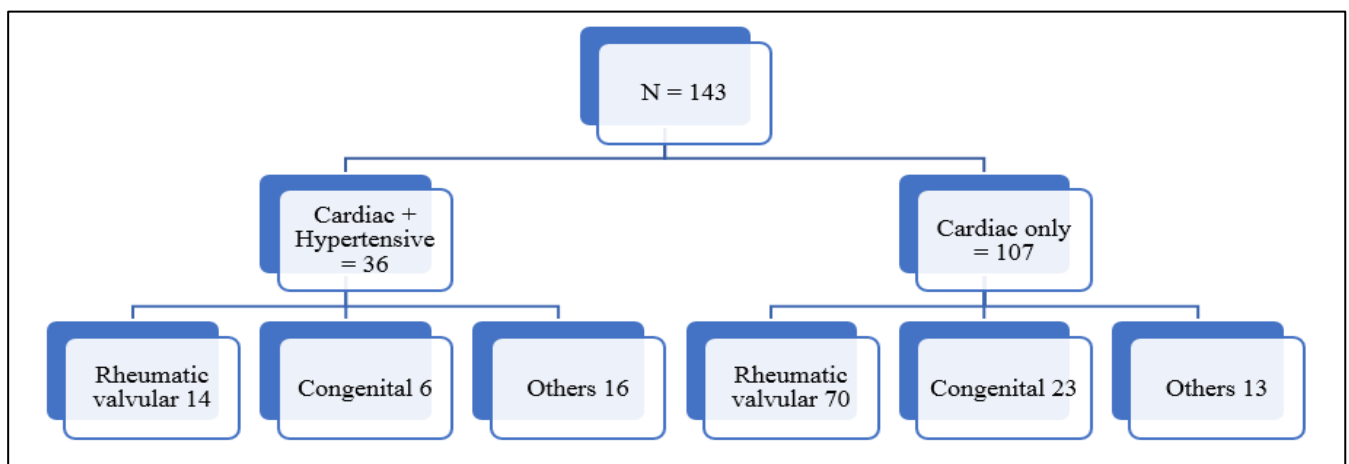 N = 143
Cardiac +
Hypertensive
= 36
Cardiac only
= 107
Rheumatic
valvular 14
Congenital 6
Others 16
Rheumatic
valvular 70
Congenital 23
Others 13